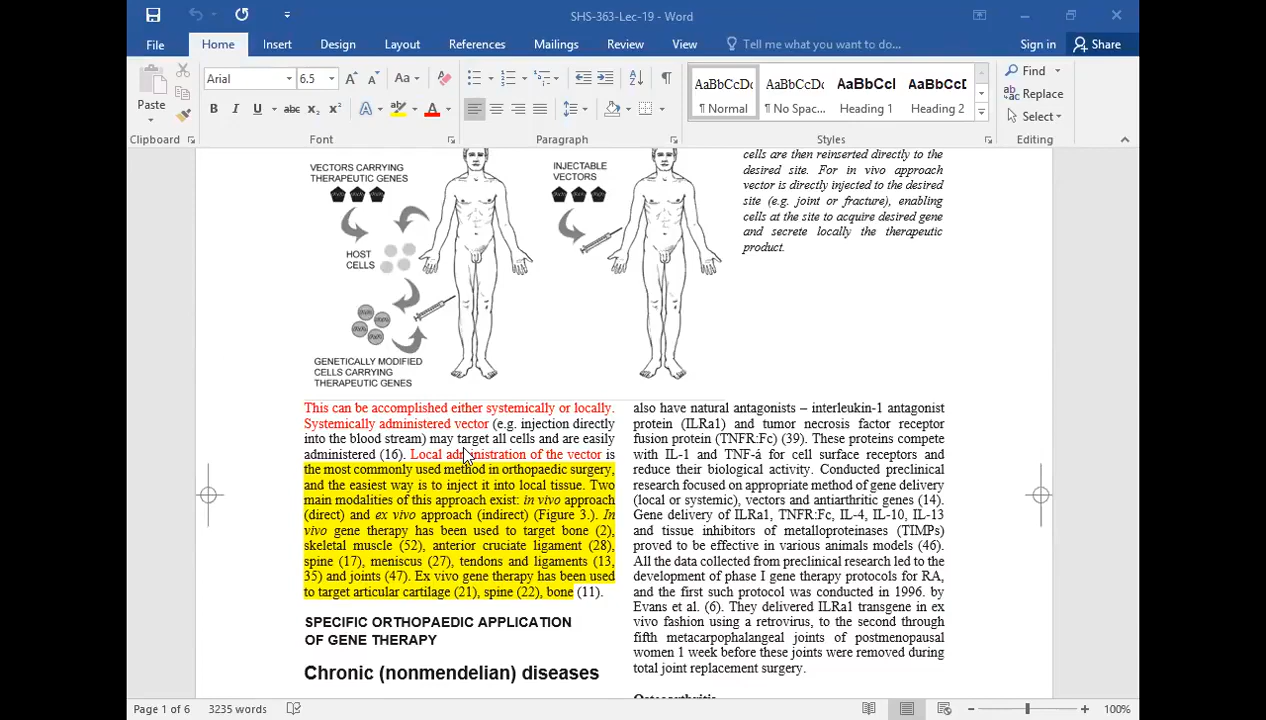 SHS-363-Lec-19 - Word
File Home Insert Design Layout References Mailings Review View Tell me what you want to do... Sign in Share
Arial 6.5 Aa
AaBbCcDc AaBbCcDc AaBbCcI AaBbCcD
Find
Paste
B I U abc x2 x2 A A
¶ Normal ¶ No Spac... Heading 1 Heading 2
Replace
Select
Clipboard Font Paragraph Styles Editing
VECTORS CARRYING
THERAPEUTIC GENES
HOST
CELLS
GENETICALLY MODIFIED
CELLS CARRYING
THERAPEUTIC GENES
INJECTABLE
VECTORS
cells are then reinserted directly to the
desired site. For in vivo approach
vector is directly injected to the desired
site (e.g. joint or fracture), enabling
cells at the site to acquire desired gene
and secrete locally the therapeutic
product.
This can be accomplished either systemically or locally.
Systemically administered vector (e.g. injection directly
into the blood stream) may target all cells and are easily
administered (16). Local administration of the vector is
the most commonly used method in orthopaedic surgery,
and the easiest way is to inject it into local tissue. Two
main modalities of this approach exist: in vivo approach
(direct) and ex vivo approach (indirect) (Figure 3.). In
vivo gene therapy has been used to target bone (2),
skeletal muscle (52), anterior cruciate ligament (28),
spine (17), meniscus (27), tendons and ligaments (13,
35) and joints (47). Ex vivo gene therapy has been used
to target articular cartilage (21), spine (22), bone (11).
SPECIFIC ORTHOPAEDIC APPLICATION
OF GENE THERAPY
Chronic (nonmendelian) diseases
also have natural antagonists – interleukin-1 antagonist
protein (ILRa1) and tumor necrosis factor receptor
fusion protein (TNFR:Fc) (39). These proteins compete
with IL-1 and TNF-á for cell surface receptors and
reduce their biological activity. Conducted preclinical
research focused on appropriate method of gene delivery
(local or systemic), vectors and antiarthritic genes (14).
Gene delivery of ILRa1, TNFR:Fc, IL-4, IL-10, IL-13
and tissue inhibitors of metalloproteinases (TIMPs)
proved to be effective in various animals models (46).
All the data collected from preclinical research led to the
development of phase I gene therapy protocols for RA,
and the first such protocol was conducted in 1996. by
Evans et al. (6). They delivered ILRa1 transgene in ex
vivo fashion using a retrovirus, to the second through
fifth metacarpophalangeal joints of postmenopausal
women 1 week before these joints were removed during
total joint replacement surgery.
Osteoarthritis
Page 1 of 6 3235 words 100%